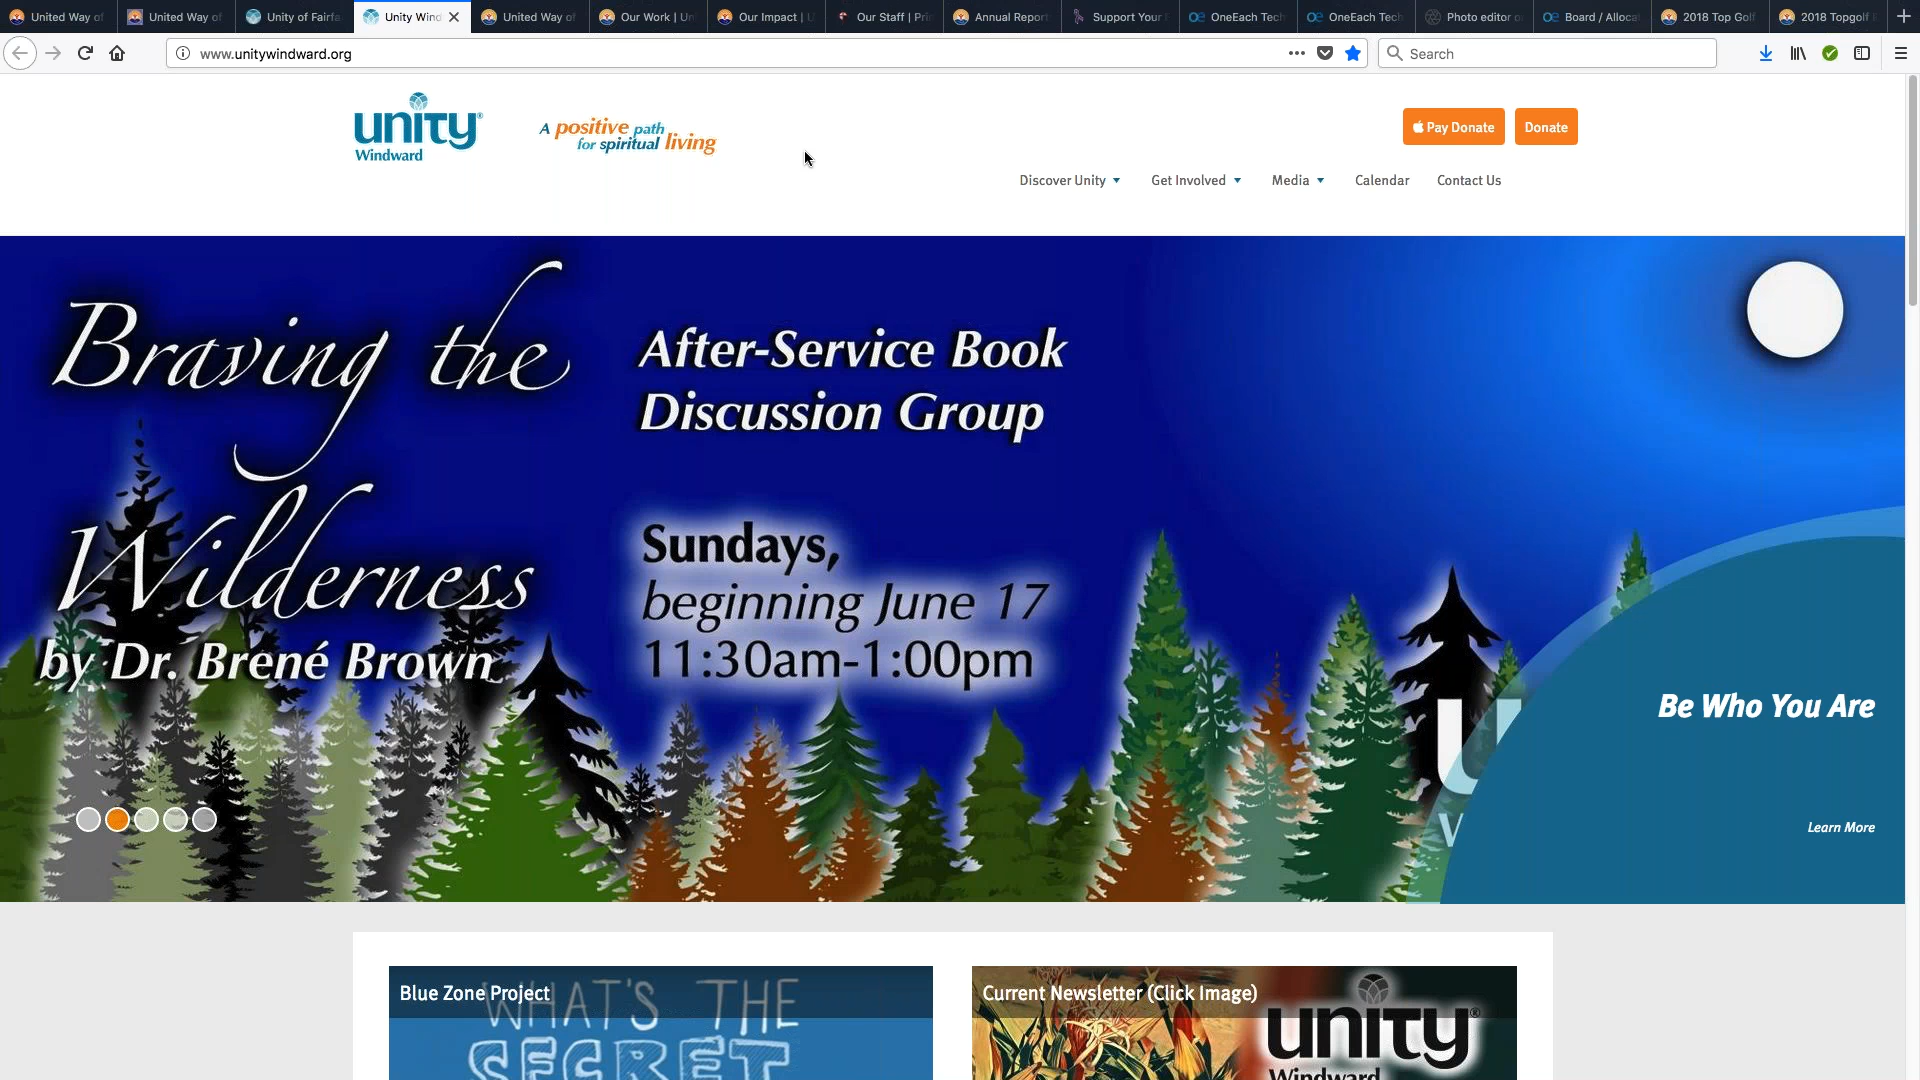 United Way of
United Way of
Unity of Fairfa
Unity Wind
United Way of
Our Work | Un
Our Impact | U
Our Staff | Pri
Annual Report
Support Your
OneEach Tech
OneEach Tech
Photo editor o
Board / Alloca
2018 Top Golf
2018 Topgolf
www.unitywindward.org
Search
unity®
Windward
A positive path
for spiritual living
Pay Donate
Donate
Discover Unity
Get Involved
Media
Calendar
Contact Us
Braving the
Wilderness
by Dr. Brené Brown
After-Service Book
Discussion Group
Sundays,
beginning June 17
11:30am-1:00pm
Be Who You Are
Learn More
Blue Zone Project
WHAT'S THE
SECRET
Current Newsletter (Click Image)
unity®
Windward